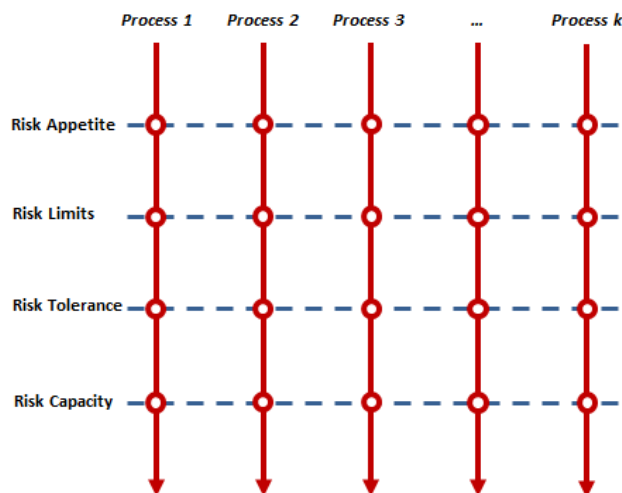 Process 1 Process 2 Process 3 ... Process k
Risk Appetite
Risk Limits
Risk Tolerance
Risk Capacity